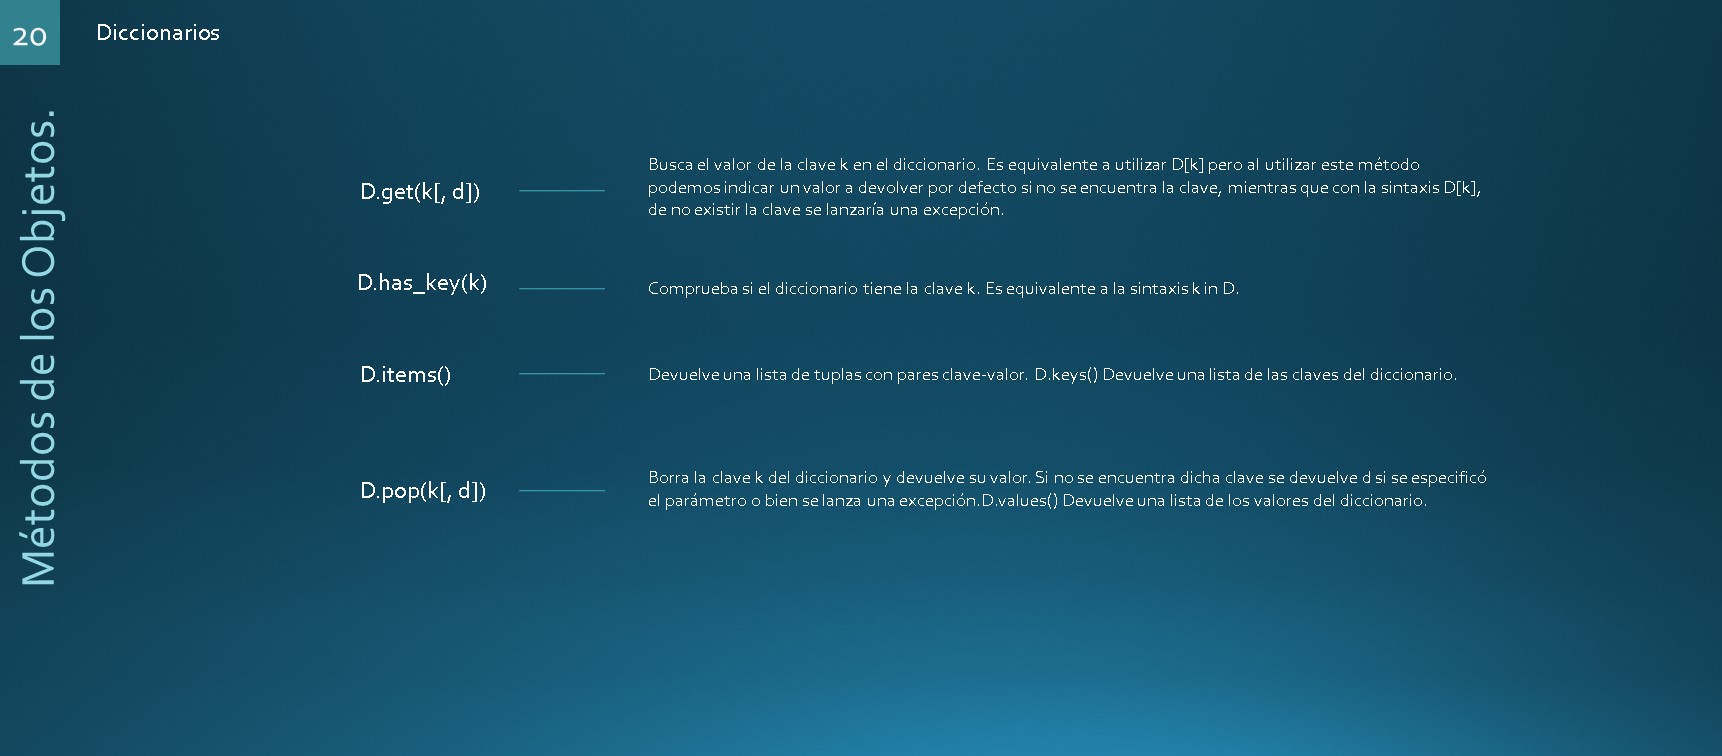 20
Diccionarios
Métodos de los Objetos.
D.get(k[, d])
Busca el valor de la clave k en el diccionario. Es equivalente a utilizar D[k] pero al utilizar este método
podemos indicar un valor a devolver por defecto si no se encuentra la clave, mientras que con la sintaxis D[k],
de no existir la clave se lanzaría una excepción.
D.has_key(k)
Comprueba si el diccionario tiene la clave k. Es equivalente a la sintaxis k in D.
D.items()
Devuelve una lista de tuplas con pares clave-valor. D.keys() Devuelve una lista de las claves del diccionario.
D.pop(k[, d])
Borra la clave k del diccionario y devuelve su valor. Si no se encuentra dicha clave se devuelve d si se especificó
el parámetro o bien se lanza una excepción.D.values() Devuelve una lista de los valores del diccionario.